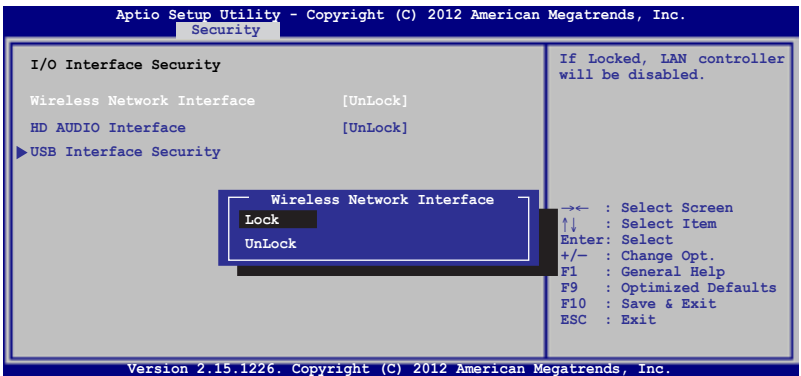 Aptio Setup Utility - Copyright (C) 2012 American Megatrends, Inc.
Security
I/O Interface Security
Wireless Network Interface [UnLock]
HD AUDIO Interface [UnLock]
USB Interface Security
If Locked, LAN controller
will be disabled.
Wireless Network Interface
Lock
UnLock
→← : Select Screen
↑↓ : Select Item
Enter: Select
+/— : Change Opt.
F1 : General Help
F9 : Optimized Defaults
F10 : Save & Exit
ESC : Exit
Version 2.15.1226. Copyright (C) 2012 American Megatrends, Inc.